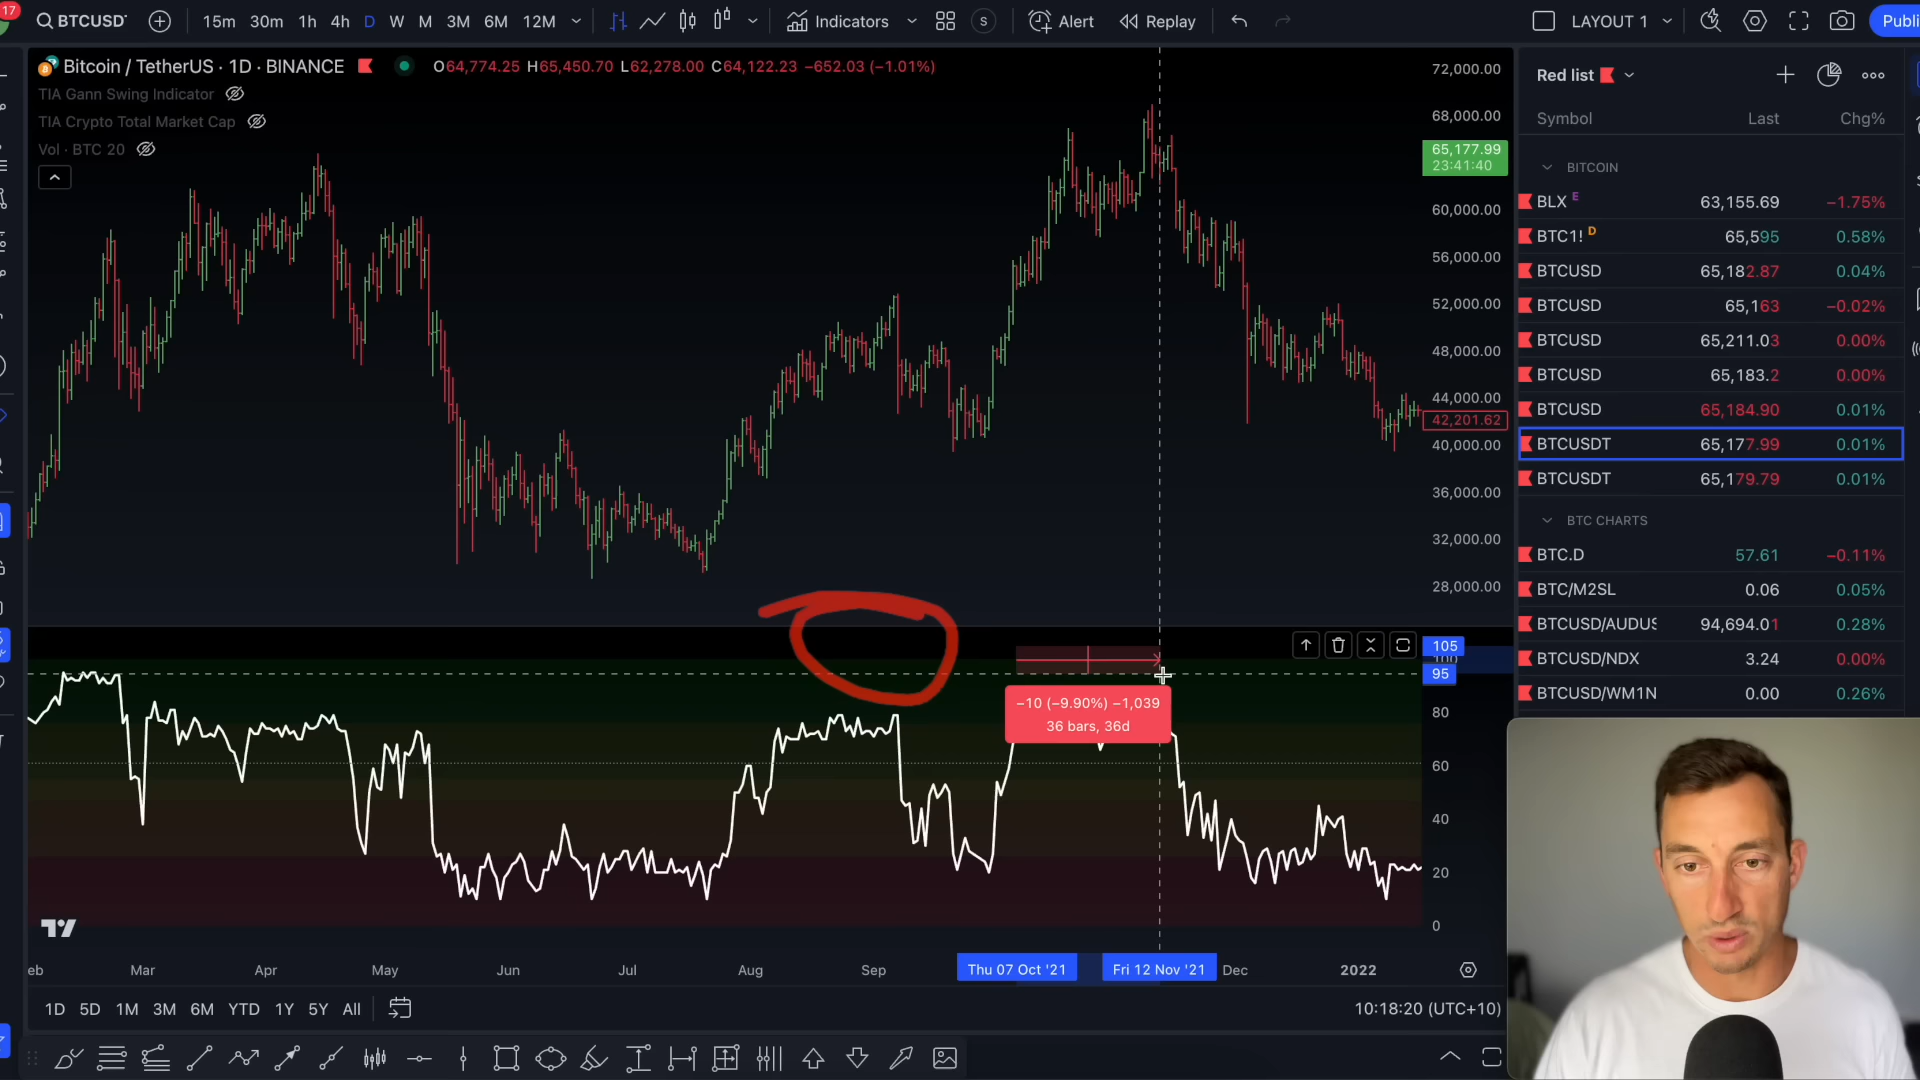 17
BTCUSD
15m 30m 1h 4h D W M 3M 6M 12M
Indicators
S
Alert
Replay
LAYOUT 1
Publi
Bitcoin / TetherUS · 1D · BINANCE
O64,774.25 H65,450.70 L62,278.00 C64,122.23 −652.03 (−1.01%)
TIA Gann Swing Indicator
TIA Crypto Total Market Cap
Vol · BTC 20
72,000.00
68,000.00
65,177.99
23:41:40
60,000.00
56,000.00
52,000.00
48,000.00
44,000.00
42,201.62
40,000.00
36,000.00
32,000.00
28,000.00
105
100
95
80
60
40
20
0
−10 (−9.90%) −1,039
36 bars, 36d
eb Mar Apr May Jun Jul Aug Sep Thu 07 Oct '21 Fri 12 Nov '21 Dec 2022
1D 5D 1M 3M 6M YTD 1Y 5Y All
10:18:20 (UTC+10)
Red list
Symbol Last Chg%
BITCOIN
BLX E 63,155.69 −1.75%
BTC1! D 65,595 0.58%
BTCUSD 65,182.87 0.04%
BTCUSD 65,163 −0.02%
BTCUSD 65,211.03 0.00%
BTCUSD 65,183.2 0.00%
BTCUSD 65,184.90 0.01%
BTCUSDT 65,177.99 0.01%
BTCUSDT 65,179.79 0.01%
BTC CHARTS
BTC.D 57.61 −0.11%
BTC/M2SL 0.06 0.05%
BTCUSD/AUDUS 94,694.01 0.28%
BTCUSD/NDX 3.24 0.00%
BTCUSD/WM1N 0.00 0.26%